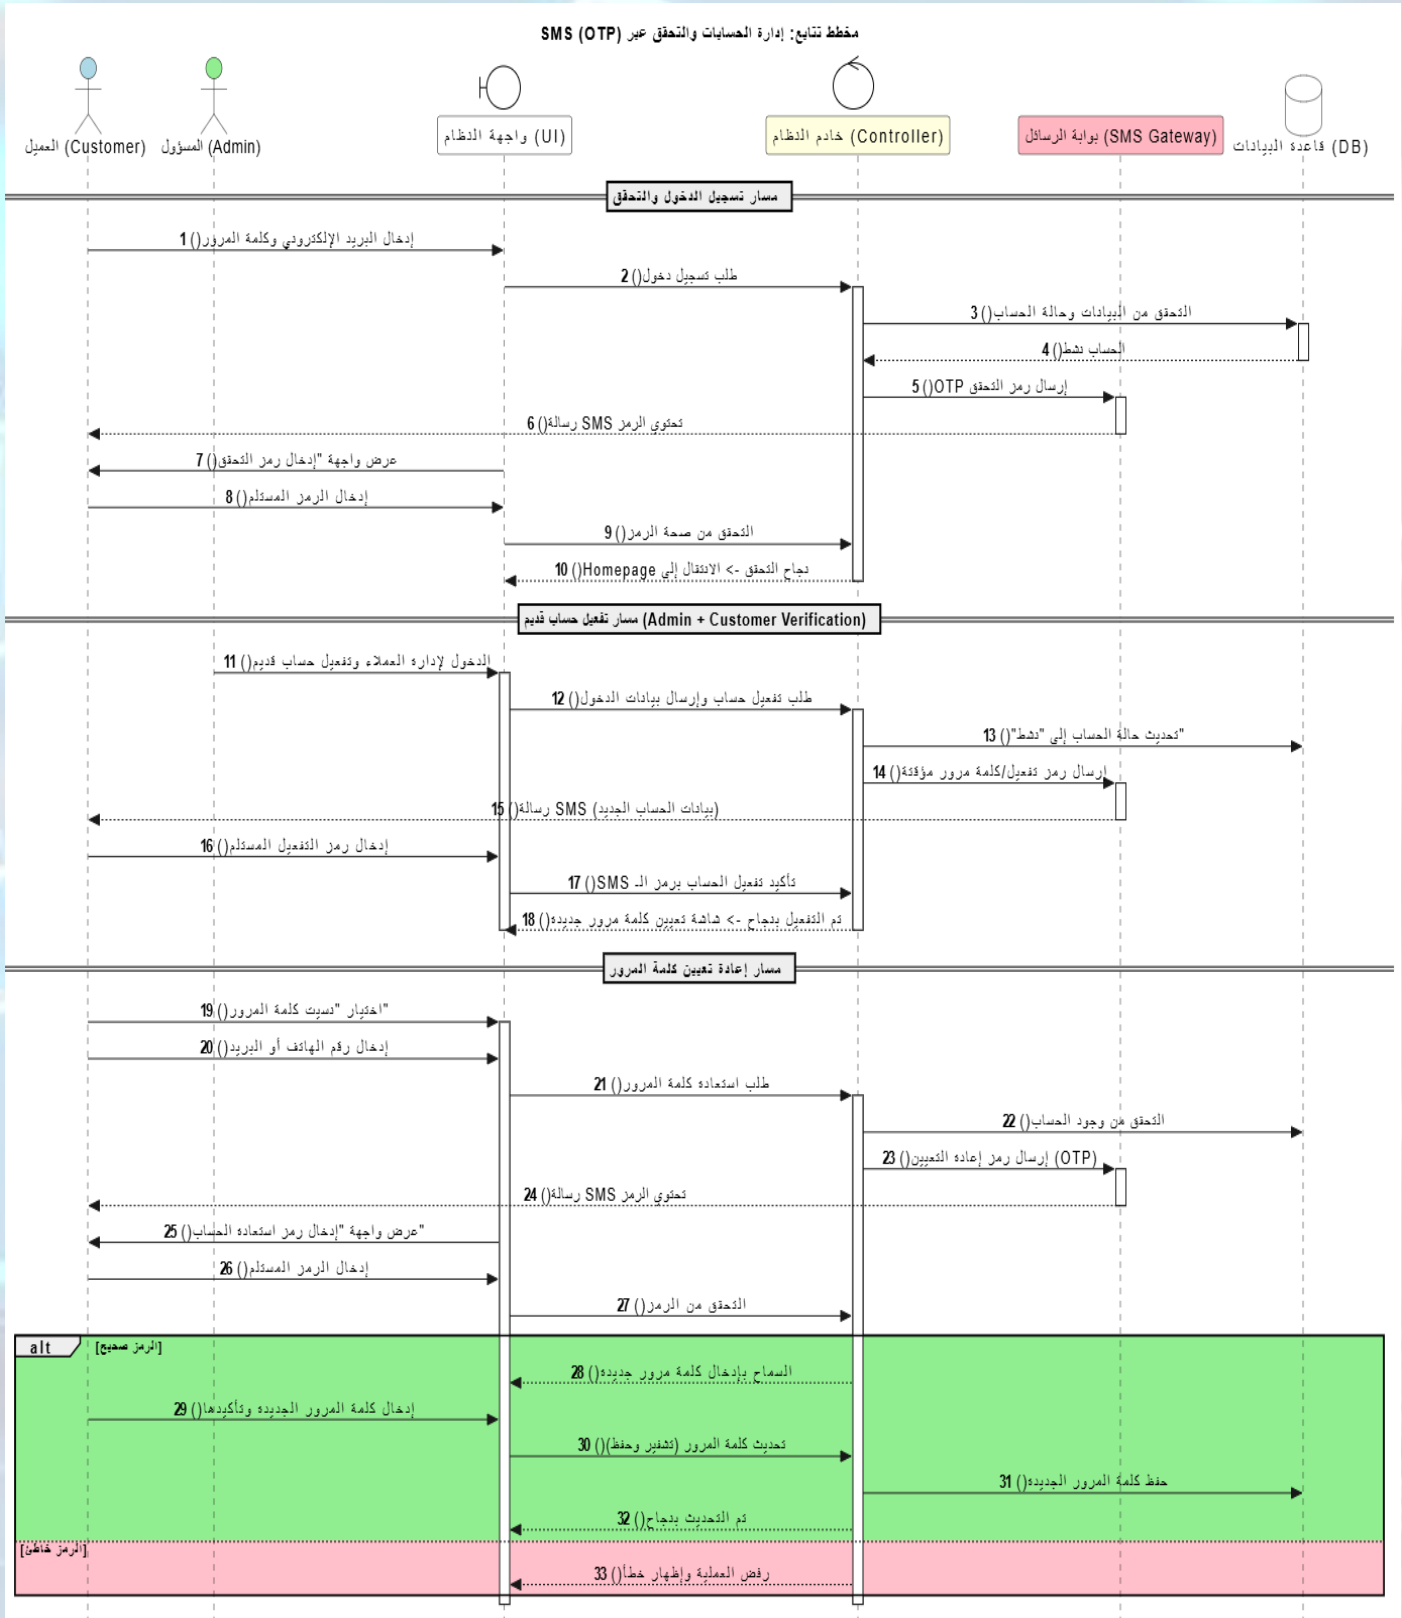 مخطط تتابع: إدارة الحسابات والتحقق عبر SMS (OTP)
العميل (Customer)
المسؤول (Admin)
واجهة النظام (UI)
خادم النظام (Controller)
بوابة الرسائل (SMS Gateway)
قاعدة البيانات (DB)
مسار تسجيل الدخول والتحقق
1 إدخال البريد الإلكتروني وكلمة المرور()
2 طلب تسجيل دخول()
3 التحقق من البيانات وحالة الحساب()
4 الحساب نشط()
5 إرسال رمز التحقق OTP()
6 رسالة SMS تحتوي الرمز()
7 عرض واجهة "إدخال رمز التحقق()
8 إدخال الرمز المستلم()
9 التحقق من صحة الرمز()
10 نجاح التحقق -> الانتقال إلى Homepage()
مسار تفعيل حساب قديم (Admin + Customer Verification)
11 الدخول لإدارة العملاء وتفعيل حساب قديم()
12 طلب تفعيل حساب وإرسال بيانات الدخول()
13 تحديث حالة الحساب إلى "نشط"()"
14 إرسال رمز تفعيل/كلمة مرور مؤقتة()
15 رسالة SMS (بيانات الحساب الجديد)()
16 إدخال رمز التفعيل المستلم()
17 تأكيد تفعيل الحساب برمز الـ SMS()
18 تم التفعيل بنجاح -> شاشة تعيين كلمة مرور جديدة()
مسار إعادة تعيين كلمة المرور
19 اختيار "نسيت كلمة المرور()"
20 إدخال رقم الهاتف أو البريد()
21 طلب استعادة كلمة المرور()
22 التحقق من وجود الحساب()
23 إرسال رمز إعادة التعيين() (OTP)
24 رسالة SMS تحتوي الرمز()
25 عرض واجهة "إدخال رمز استعادة الحساب()"
26 إدخال الرمز المستلم()
27 التحقق من الرمز()
alt [الرمز صحيح]
28 السماح بإدخال كلمة مرور جديدة()
29 إدخال كلمة المرور الجديدة وتأكيدها()
30 تحديث كلمة المرور (تشفير وحفظ)()
31 حفظ كلمة المرور الجديدة()
32 تم التحديث بنجاح()
[الرمز خاطئ]
33 رفض العملية وإظهار خطأ()